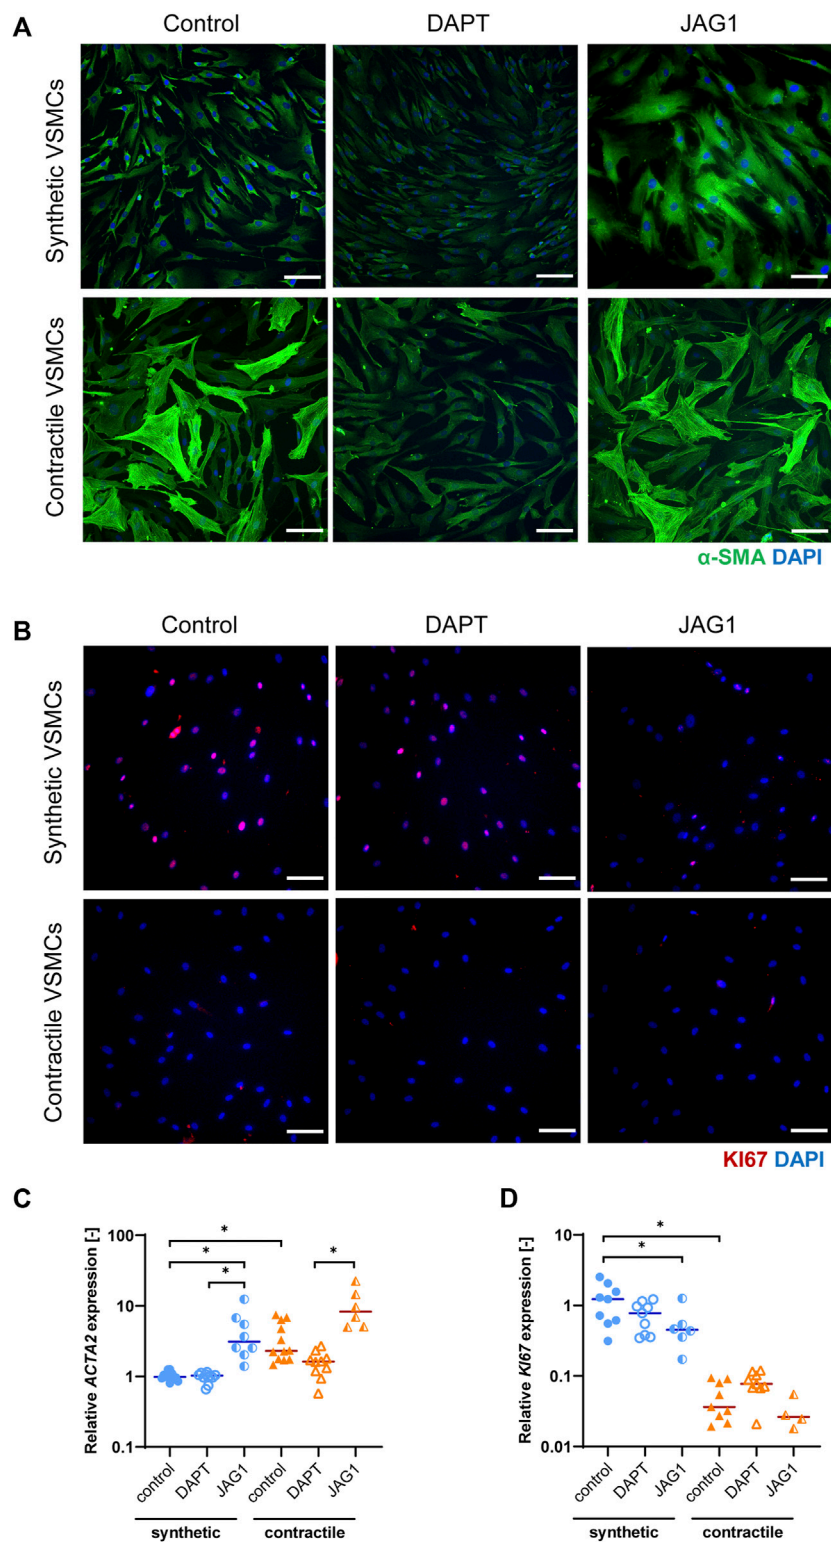 A
Control DAPT JAG1
Synthetic VSMCs
Contractile VSMCs
α-SMA DAPI
B
Control DAPT JAG1
Synthetic VSMCs
Contractile VSMCs
KI67 DAPI
C
Relative ACTA2 expression [-]
100
10
1
0.1
* * * *
control DAPT JAG1 control DAPT JAG1
synthetic contractile
D
Relative KI67 expression [-]
10
1
0.1
0.01
* *
control DAPT JAG1 control DAPT JAG1
synthetic contractile